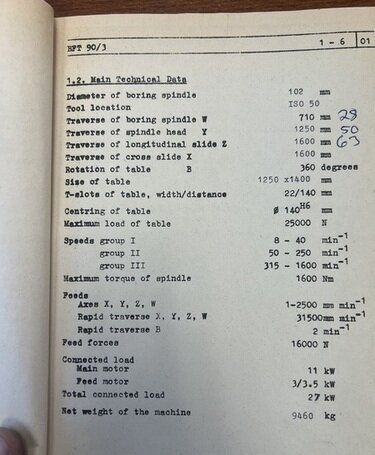 BFT 90/3 1 - 6 01
1.2. Main Technical Data
Diameter of boring spindle 102 mm
Tool location ISO 50
Traverse of boring spindle W 710 mm 28
Traverse of spindle head Y 1250 mm 50
Traverse of longitudinal slide Z 1600 mm 63
Traverse of cross slide X 1600 mm
Rotation of table B 360 degrees
Size of table 1250 x1400 mm
T-slots of table, width/distance 22/140 mm
Centring of table ø 140H6 mm
Maximum load of table 25000 N
Speeds group I 8 - 40 min-1
group II 50 - 250 min-1
group III 315 - 1600 min-1
Maximum torque of spindle 1600 Nm
Feeds
Axes X, Y, Z, W 1-2500 mm min-1
Rapid traverse X, Y, Z, W 31500mm min-1
Rapid traverse B 2 min-1
Feed forces 16000 N
Connected load
Main motor 11 kW
Feed motor 3/3.5 kW
Total connected load 27 kW
Net weight of the machine 9460 kg